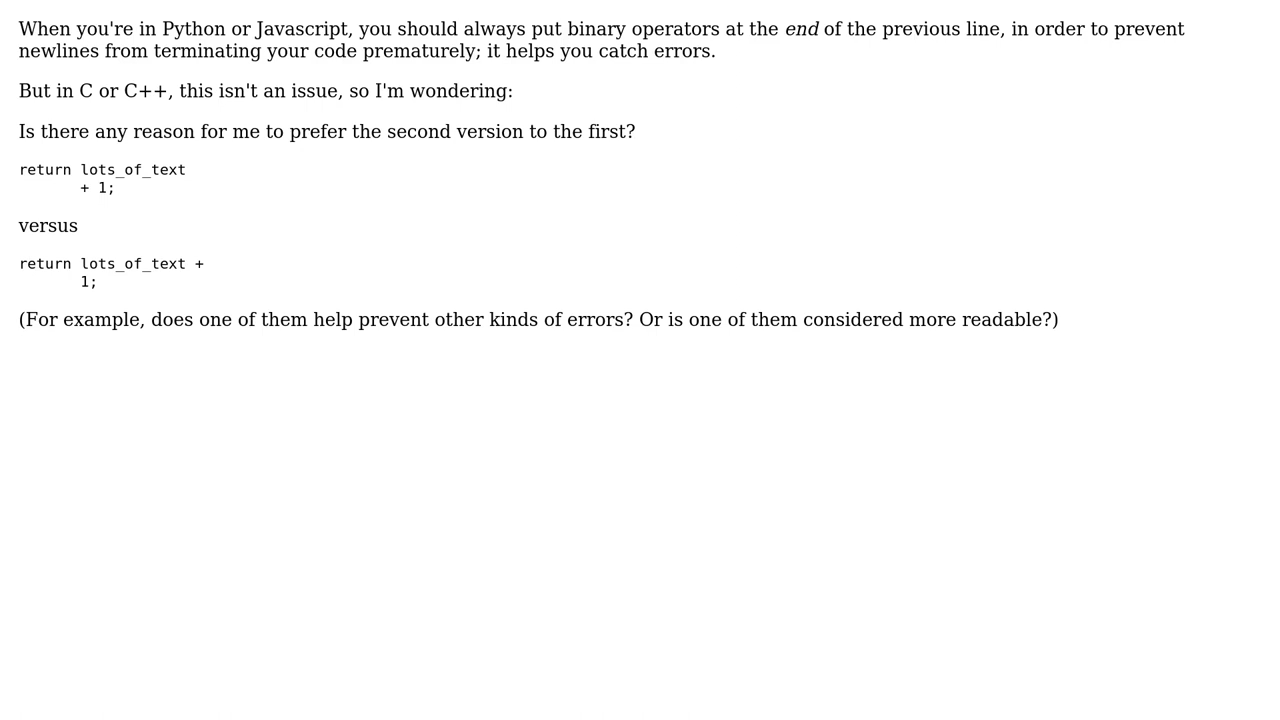 When you're in Python or Javascript, you should always put binary operators at the end of the previous line, in order to prevent
newlines from terminating your code prematurely; it helps you catch errors.
But in C or C++, this isn't an issue, so I'm wondering:
Is there any reason for me to prefer the second version to the first?
return lots_of_text
       + 1;
versus
return lots_of_text +
       1;
(For example, does one of them help prevent other kinds of errors? Or is one of them considered more readable?)